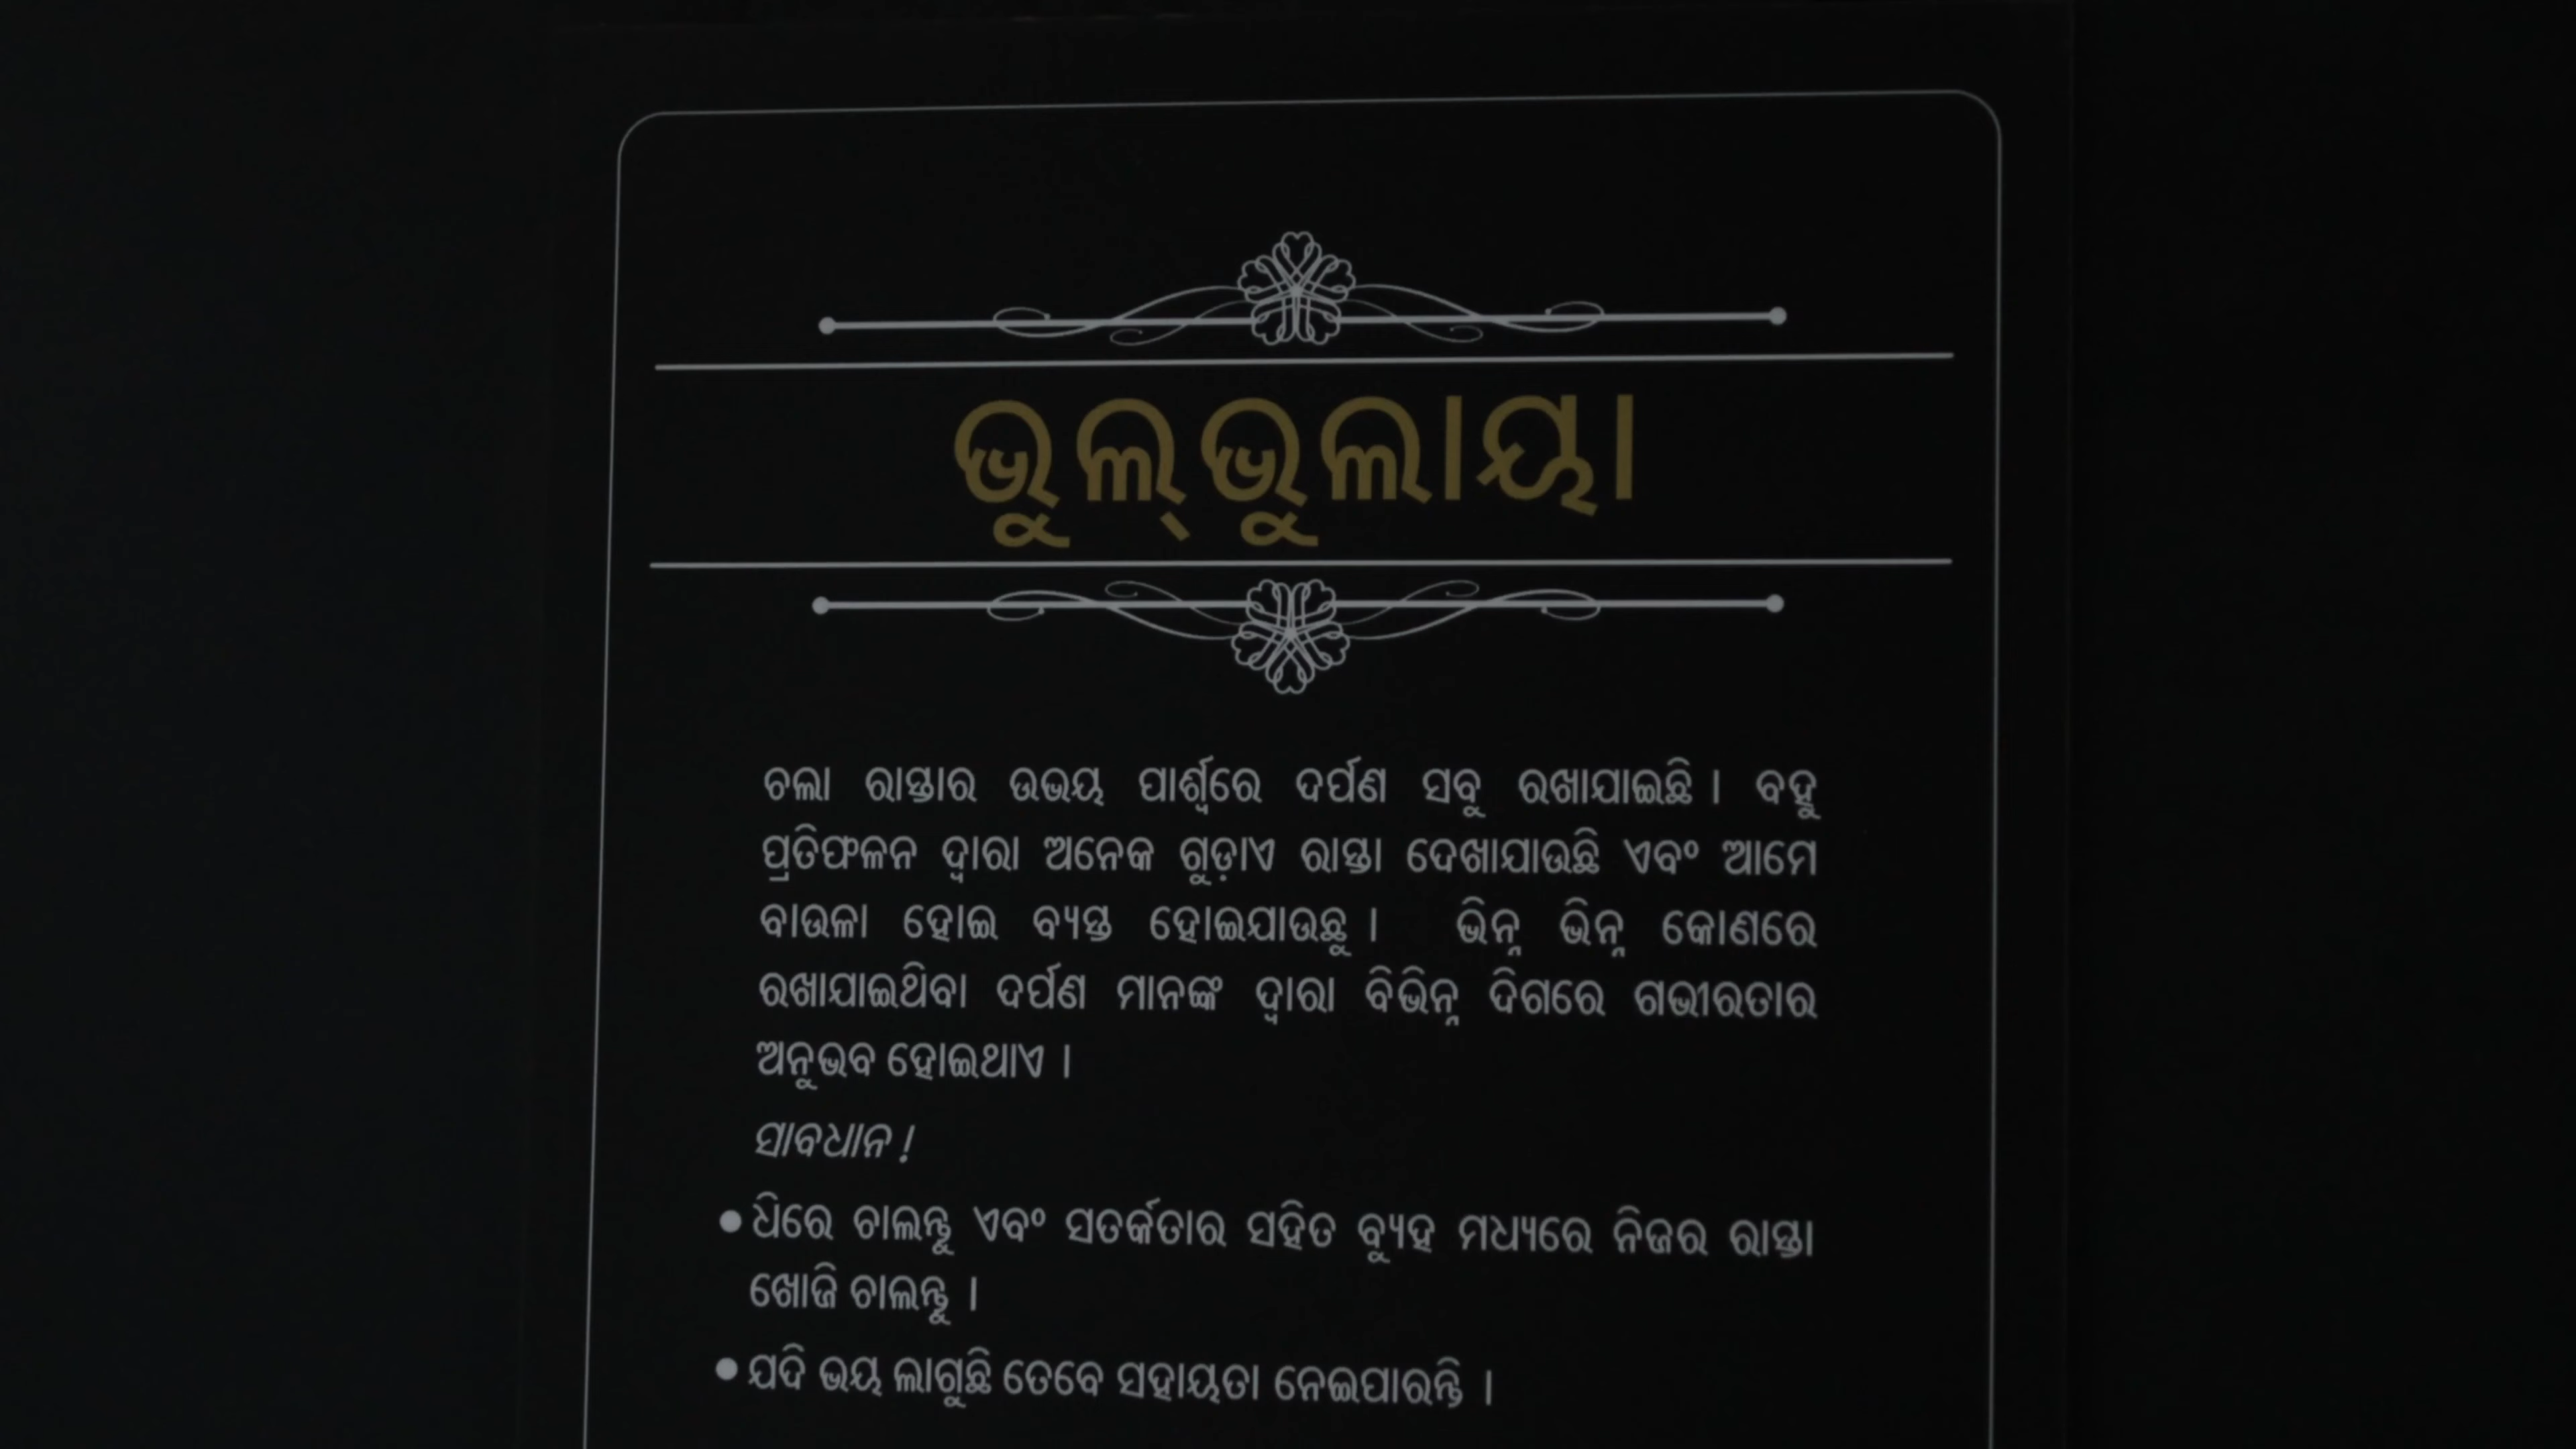 ଭୁଲ୍‌ଭୁଲାୟା
ଚଲା ରାସ୍ତାର ଉଭୟ ପାର୍ଶ୍ୱରେ ଦର୍ପଣ ସବୁ ରଖାଯାଇଛି । ବହୁ
ପ୍ରତିଫଳନ ଦ୍ୱାରା ଅନେକ ଗୁଡ଼ାଏ ରାସ୍ତା ଦେଖାଯାଉଛି ଏବଂ ଆମେ
ବାଉଳା ହୋଇ ବ୍ୟସ୍ତ ହୋଇଯାଉଛୁ । ଭିନ୍ନ ଭିନ୍ନ କୋଣରେ
ରଖାଯାଇଥିବା ଦର୍ପଣ ମାନଙ୍କ ଦ୍ୱାରା ବିଭିନ୍ନ ଦିଗରେ ଗଭୀରତାର
ଅନୁଭବ ହୋଇଥାଏ ।
ସାବଧାନ !
● ଧିରେ ଚାଲନ୍ତୁ ଏବଂ ସତର୍କତାର ସହିତ ବ୍ୟୁହ ମଧ୍ୟରେ ନିଜର ରାସ୍ତା
ଖୋଜି ଚାଲନ୍ତୁ ।
● ଯଦି ଭୟ ଲାଗୁଛି ତେବେ ସହାୟତା ନେଇପାରନ୍ତି ।